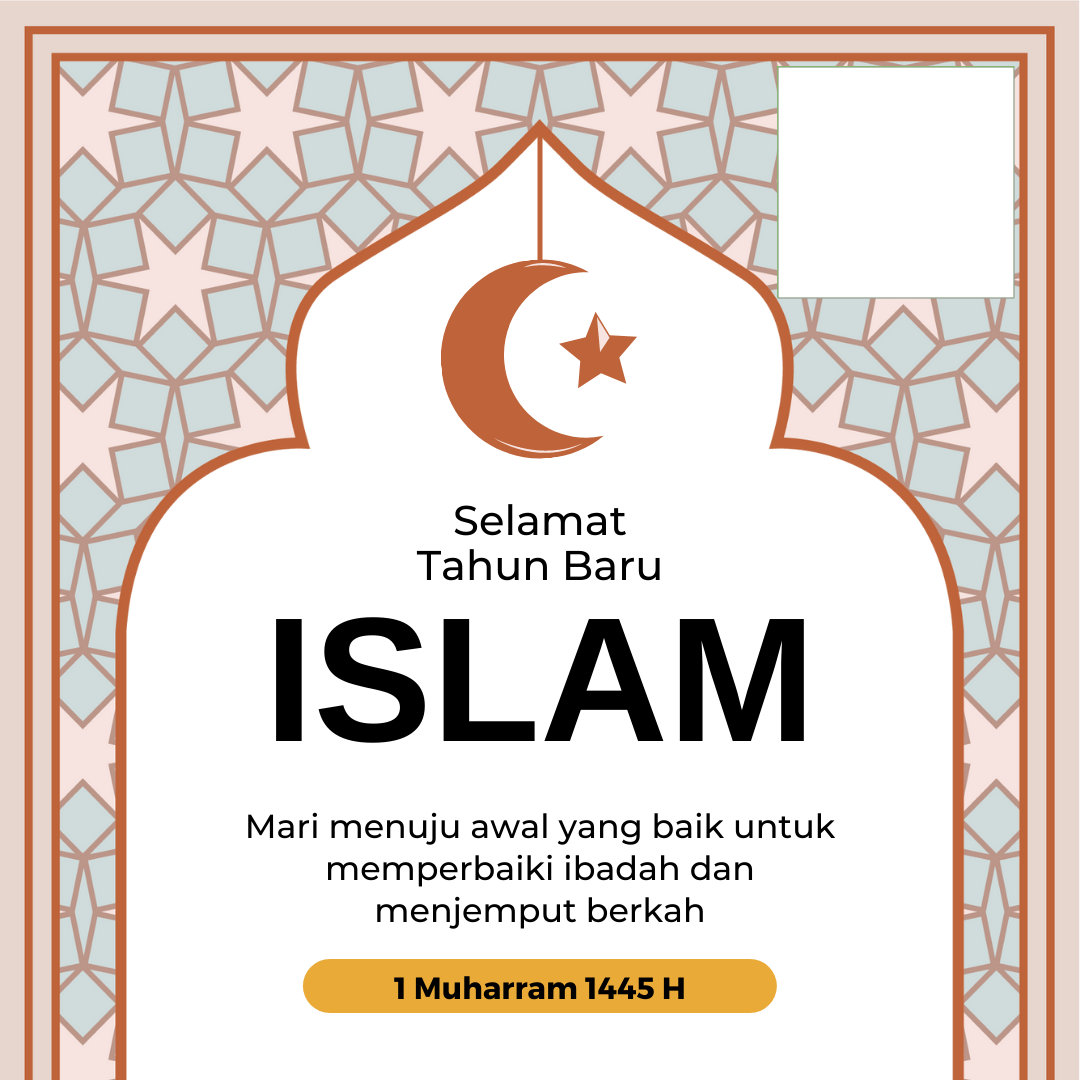 Selamat
Tahun Baru
ISLAM
Mari menuju awal yang baik untuk
memperbaiki ibadah dan
menjemput berkah
1 Muharram 1445 H